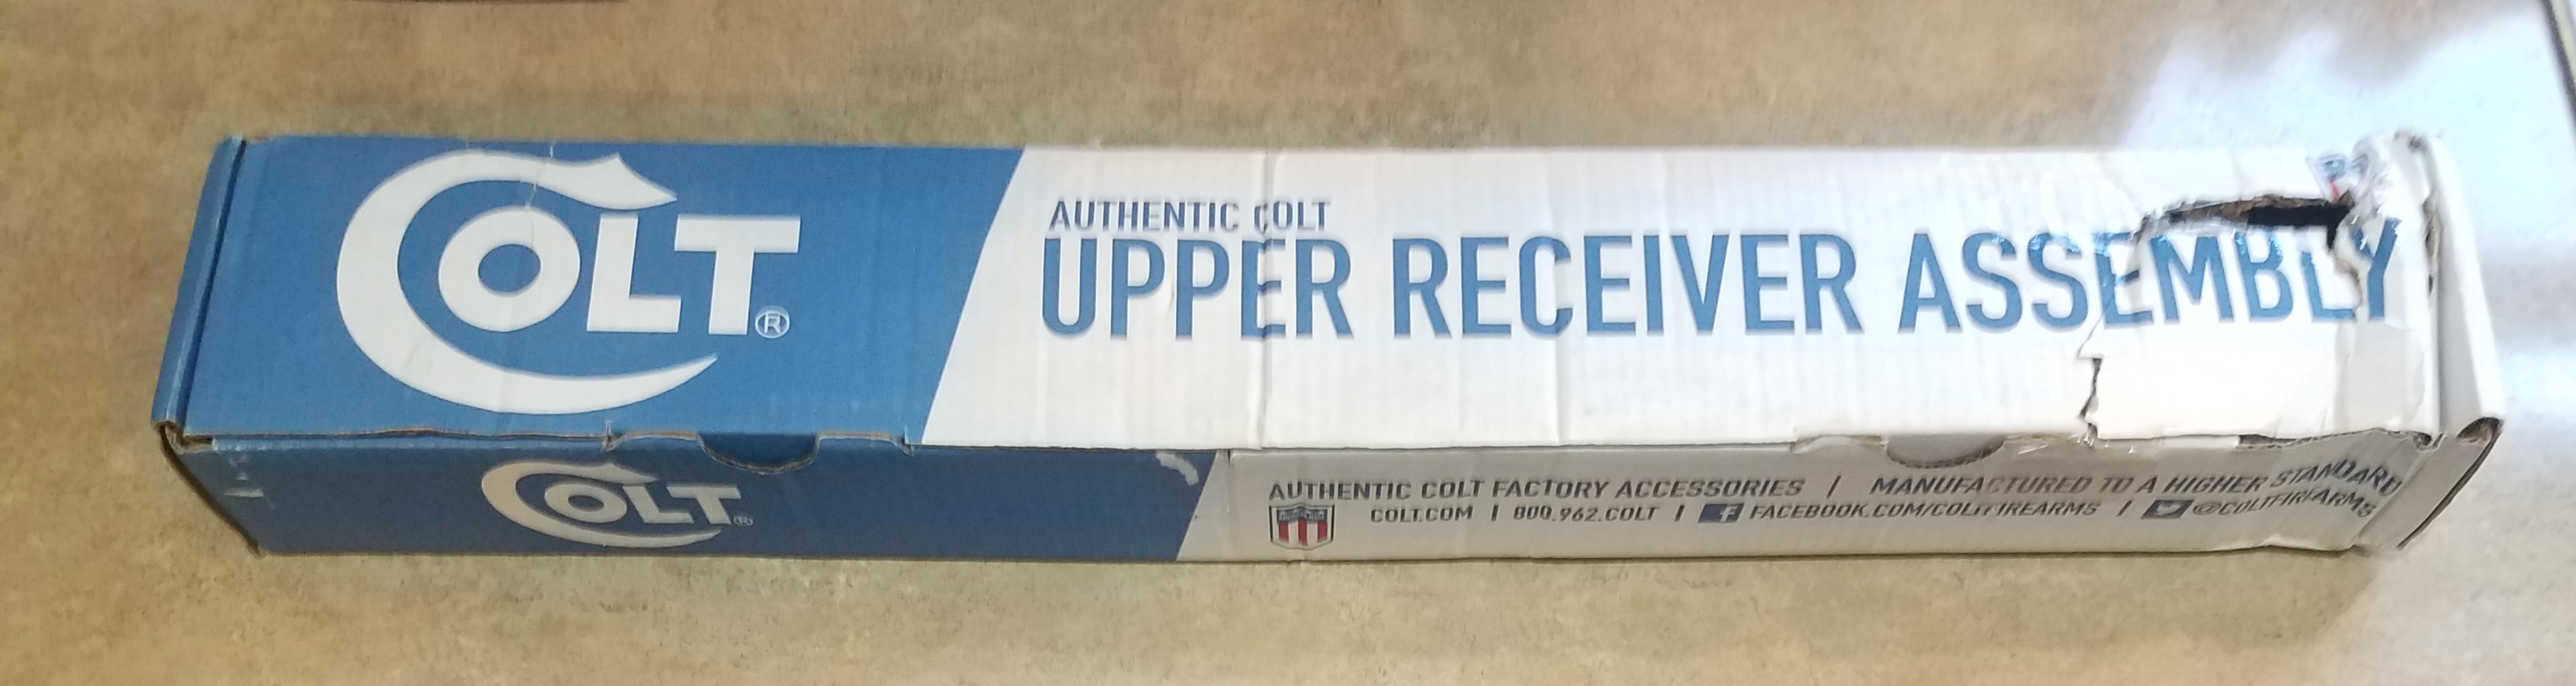 COLT®
AUTHENTIC COLT
UPPER RECEIVER ASSEMBLY
COLT®
AUTHENTIC COLT FACTORY ACCESSORIES | MANUFACTURED TO A HIGHER STANDARD
COLT.COM | 800.962.COLT | FACEBOOK.COM/COLTFIREARMS | @COLTFIREARMS